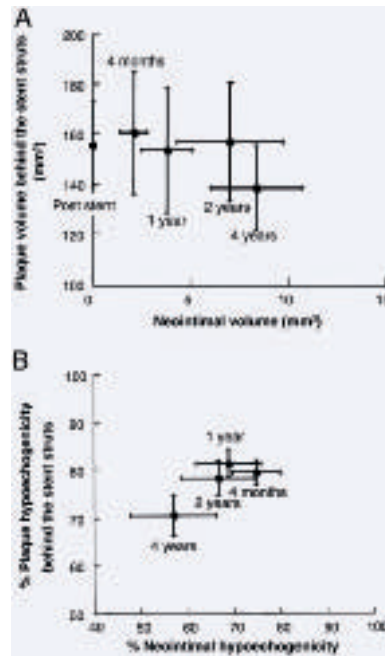 A
Plaque volume behind the stent struts
(mm³)
200
180
160
140
120
100
4 months
Post stent
1 year
2 years
4 years
0
5
10
15
Neointimal volume (mm³)
B
% Plaque hypoechogenicity
behind the stent struts
100
90
80
70
60
50
1 year
2 years
4 months
4 years
40
50
60
70
80
90
100
% Neointimal hypoechogenicity